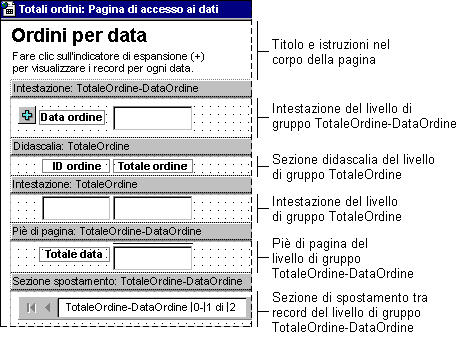 Totali ordini: Pagina di accesso ai dati
Ordini per data
Fare clic sull'indicatore di espansione (+)
per visualizzare i record per ogni data.
Titolo e istruzioni nel
corpo della pagina
Intestazione: TotaleOrdine-DataOrdine
Data ordine
Intestazione del livello di
gruppo TotaleOrdine-DataOrdine
Didascalia: TotaleOrdine
ID ordine Totale ordine
Sezione didascalia del livello
di gruppo TotaleOrdine
Intestazione: TotaleOrdine
Intestazione del livello
di gruppo TotaleOrdine
Piè di pagina: TotaleOrdine-DataOrdine
Totale data
Piè di pagina del
livello di gruppo
TotaleOrdine-DataOrdine
Sezione spostamento: TotaleOrdine-DataOrdine
TotaleOrdine-DataOrdine |0-|1 di |2
Sezione di spostamento tra
record del livello di gruppo
TotaleOrdine-DataOrdine